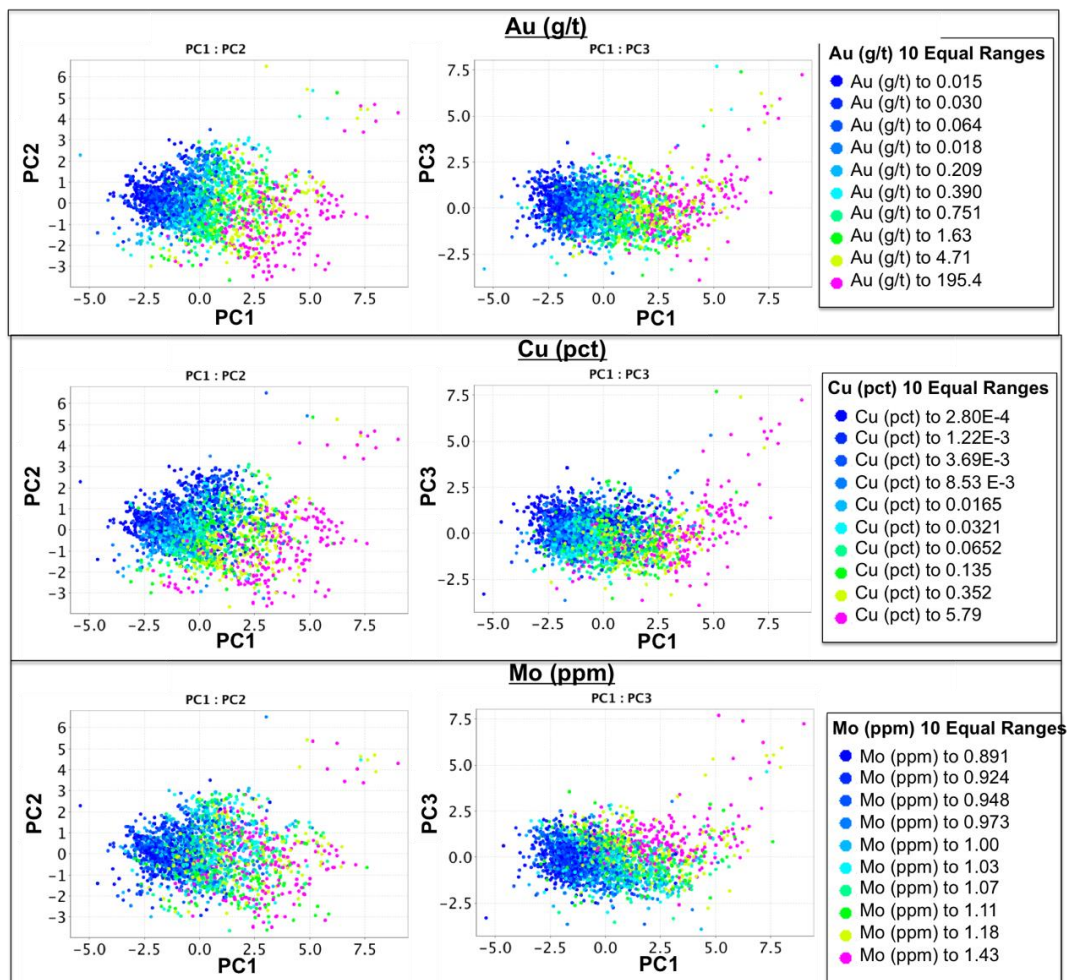 Au (g/t)
PC1 : PC2
PC1 : PC3
6
5
4
3
2
1
0
−1
−2
−3
PC2
−5.0 −2.5 0.0 2.5 5.0 7.5
PC1
7.5
5.0
2.5
0.0
−2.5
PC3
−5.0 −2.5 0.0 2.5 5.0 7.5
PC1
Au (g/t) 10 Equal Ranges
Au (g/t) to 0.015
Au (g/t) to 0.030
Au (g/t) to 0.064
Au (g/t) to 0.018
Au (g/t) to 0.209
Au (g/t) to 0.390
Au (g/t) to 0.751
Au (g/t) to 1.63
Au (g/t) to 4.71
Au (g/t) to 195.4
Cu (pct)
PC1 : PC2
PC1 : PC3
6
5
4
3
2
1
0
−1
−2
−3
PC2
−5.0 −2.5 0.0 2.5 5.0 7.5
PC1
7.5
5.0
2.5
0.0
−2.5
PC3
−5.0 −2.5 0.0 2.5 5.0 7.5
PC1
Cu (pct) 10 Equal Ranges
Cu (pct) to 2.80E-4
Cu (pct) to 1.22E-3
Cu (pct) to 3.69E-3
Cu (pct) to 8.53 E-3
Cu (pct) to 0.0165
Cu (pct) to 0.0321
Cu (pct) to 0.0652
Cu (pct) to 0.135
Cu (pct) to 0.352
Cu (pct) to 5.79
Mo (ppm)
PC1 : PC2
PC1 : PC3
6
5
4
3
2
1
0
−1
−2
−3
PC2
−5.0 −2.5 0.0 2.5 5.0 7.5
PC1
7.5
5.0
2.5
0.0
−2.5
PC3
−5.0 −2.5 0.0 2.5 5.0 7.5
PC1
Mo (ppm) 10 Equal Ranges
Mo (ppm) to 0.891
Mo (ppm) to 0.924
Mo (ppm) to 0.948
Mo (ppm) to 0.973
Mo (ppm) to 1.00
Mo (ppm) to 1.03
Mo (ppm) to 1.07
Mo (ppm) to 1.11
Mo (ppm) to 1.18
Mo (ppm) to 1.43